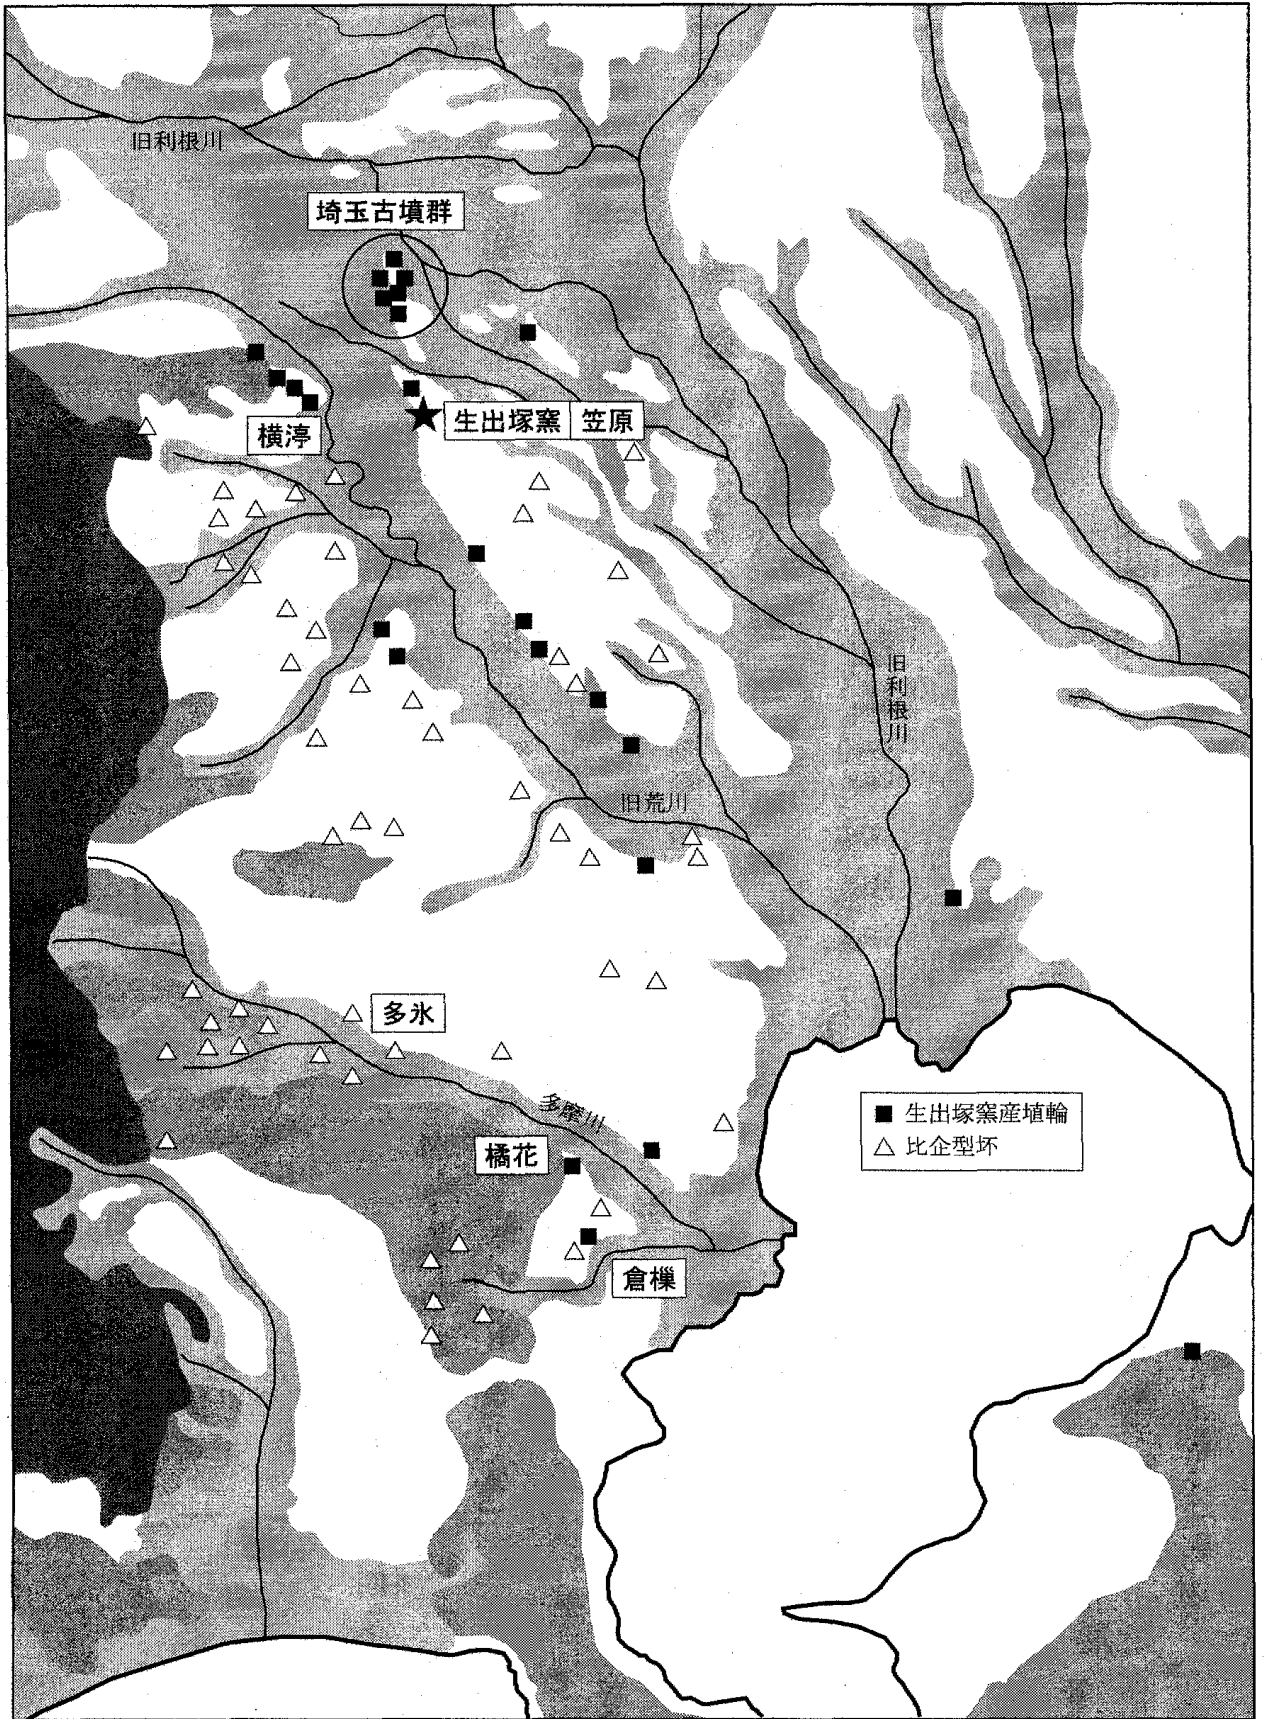 旧利根川
埼玉古墳群
生出塚窯
笠原
横渟
旧利根川
旧荒川
多氷
多摩川
橘花
倉樔
■ 生出塚窯産埴輪
△ 比企型坏